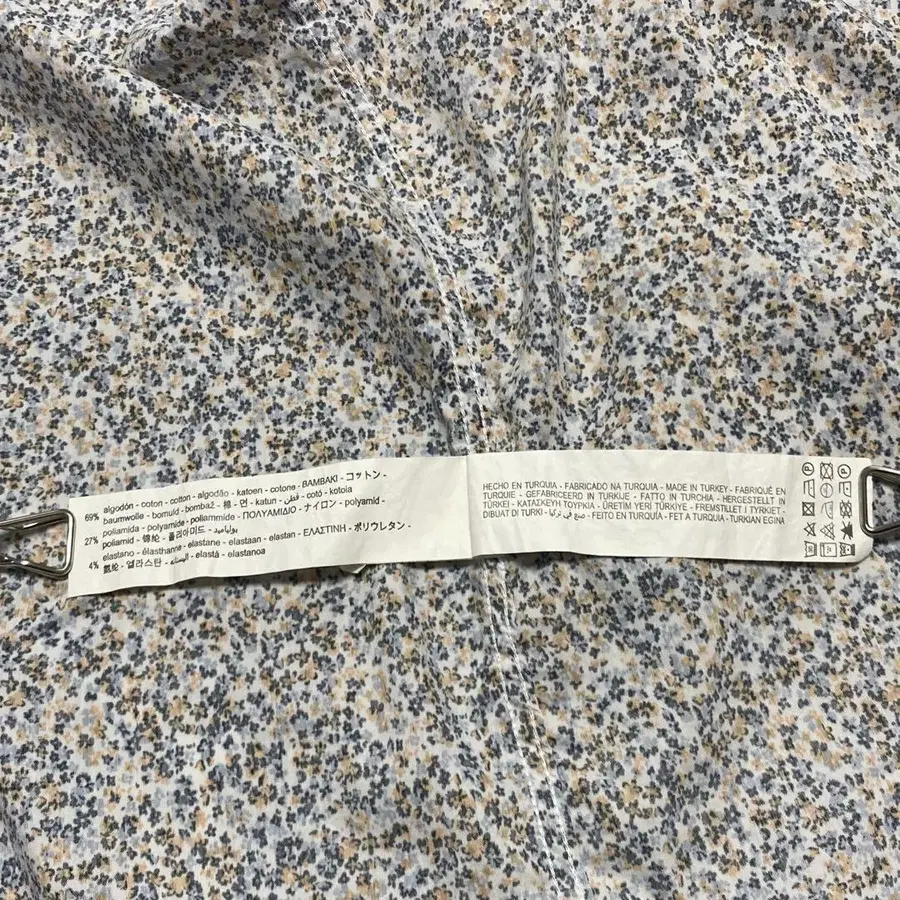 69% algodón - coton - cotton - algodão - katoen - cotone - ΒΑΜΒΑΚΙ - コットン -
baumwolle - bomuld - bombaž - 棉 - 면 - katun - قطن - cotó - kotoia
poliamida - polyamide - poliammide - ΠΟΛΥΑΜΙΔΙΟ - ナイロン - polyamid -
27% poliamid - 锦纶 - 폴리아미드 - بولياميد
elastano - élasthanne - elastane - elastaan - elastan - ΕΛΑΣΤΙΝΗ - ポリウレタン -
4% 氨纶 - 엘라스탄 - - elastà - elastanoa
HECHO EN TURQUIA - FABRICADO NA TURQUIA - MADE IN TURKEY - FABRIQUÉ EN
TURQUIE - GEFABRICEERD IN TURKIJE - FATTO IN TURCHIA - HERGESTELLT IN
TÜRKEI - ΚΑΤΑΣΚΕΥΗ ΤΟΥΡΚΙΑ - ÜRETİM YERİ TÜRKİYE - FREMSTILLET I TYRKIET -
DIBUAT DI TURKI - صنع في تركيا - FEITO EN TURQUÍA - FET A TURQUIA - TURKIAN EGINA
P P